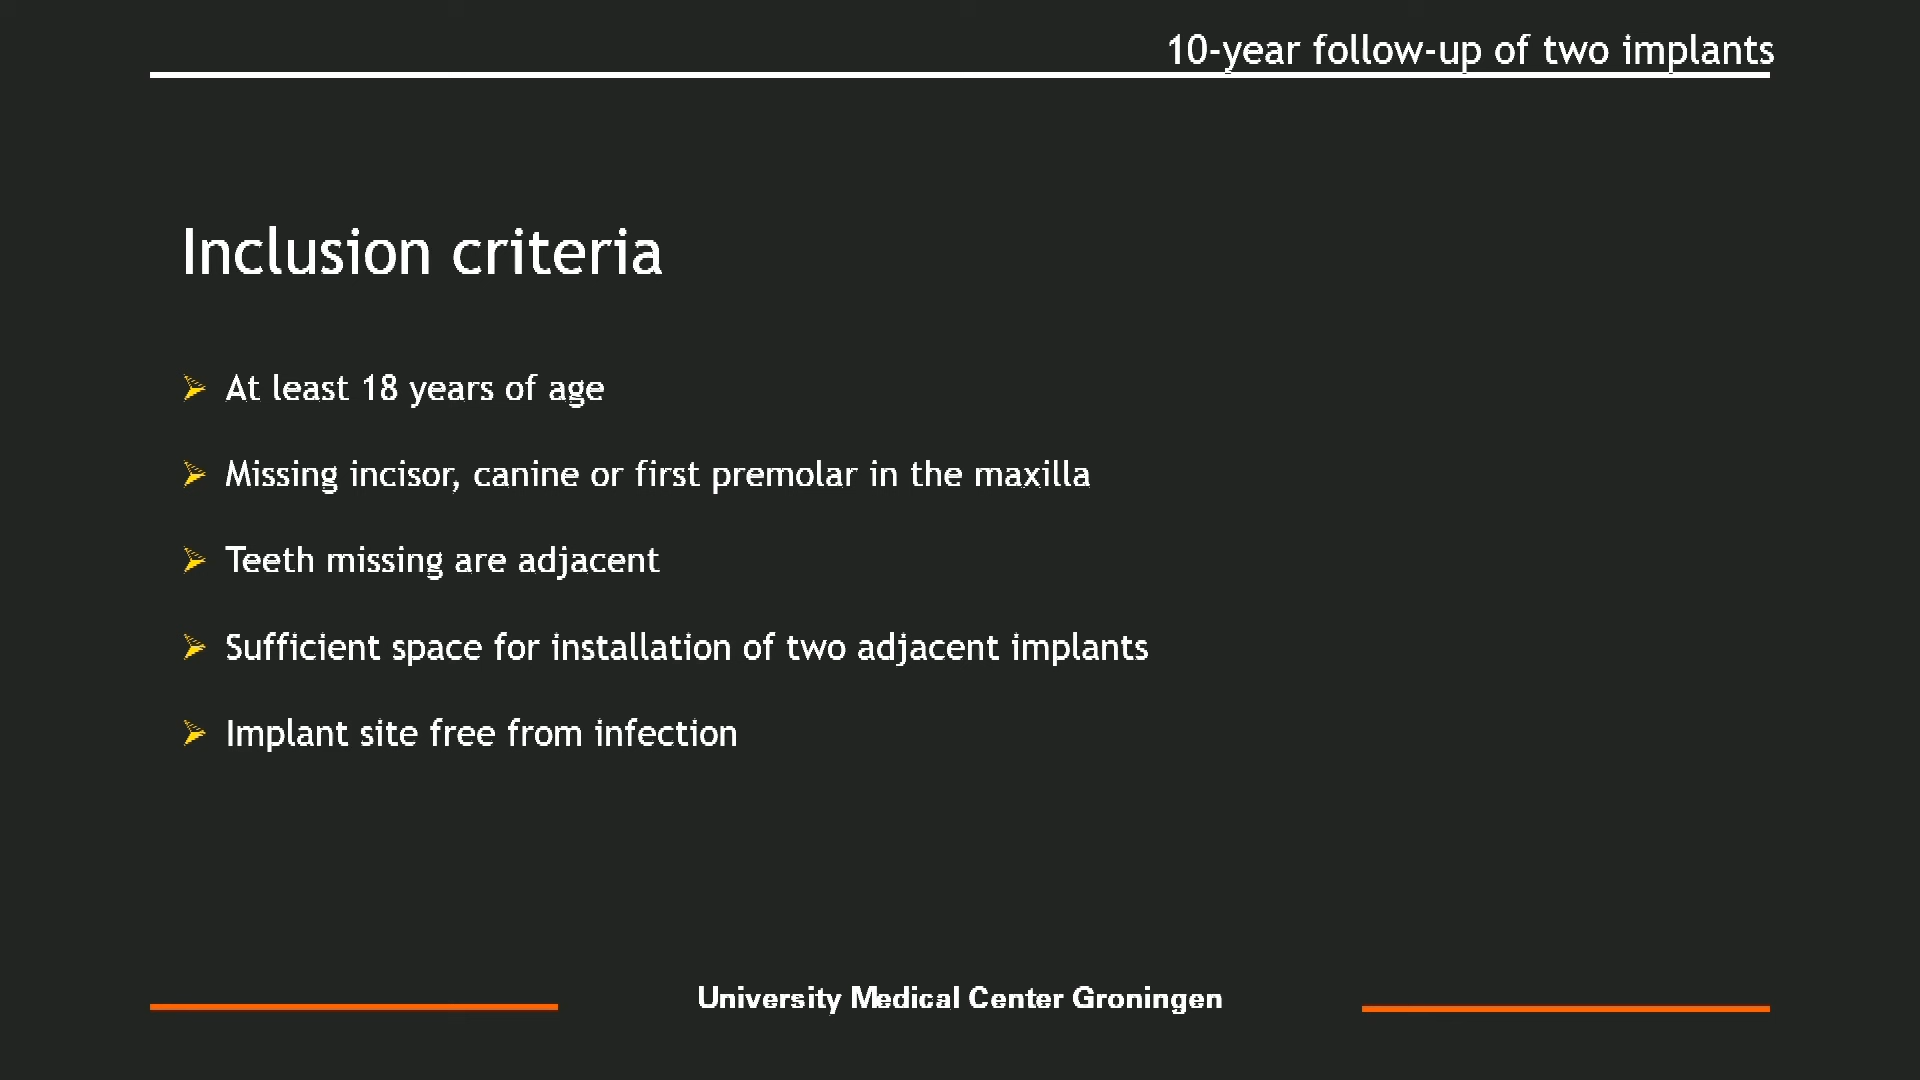 10-year follow-up of two implants
Inclusion criteria
At least 18 years of age
Missing incisor, canine or first premolar in the maxilla
Teeth missing are adjacent
Sufficient space for installation of two adjacent implants
Implant site free from infection
University Medical Center Groningen